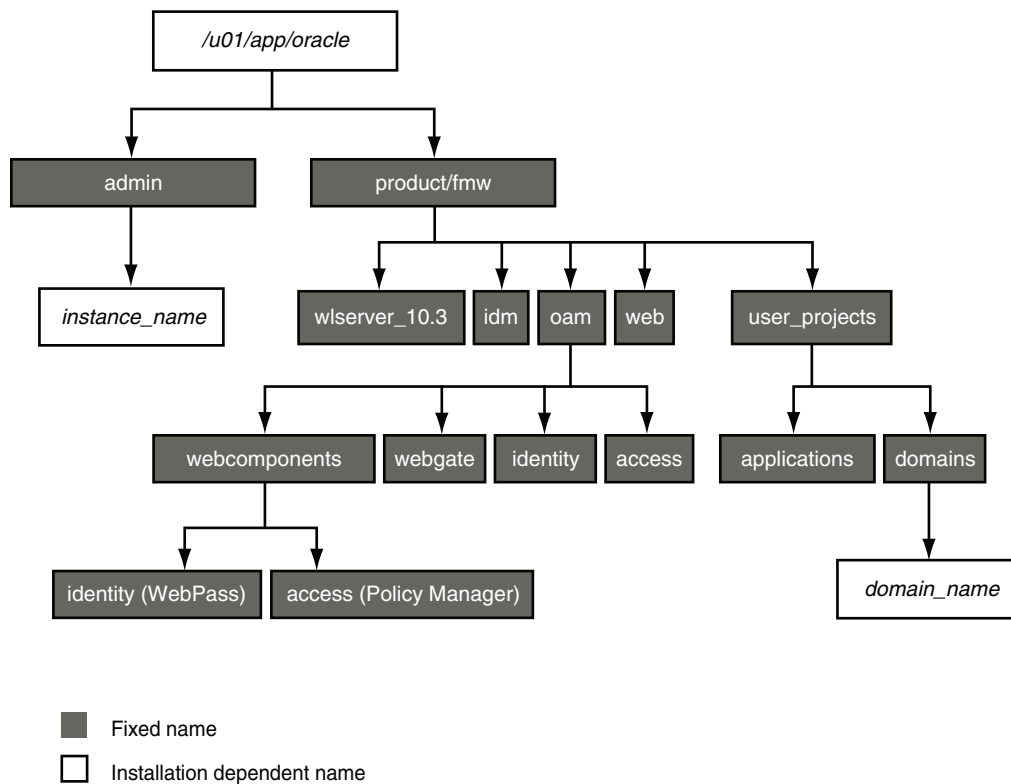 /u01/app/oracle
admin
product/fmw
instance_name
wlserver_10.3
idm
oam
web
user_projects
webcomponents
webgate
identity
access
applications
domains
identity (WebPass)
access (Policy Manager)
domain_name
Fixed name
Installation dependent name